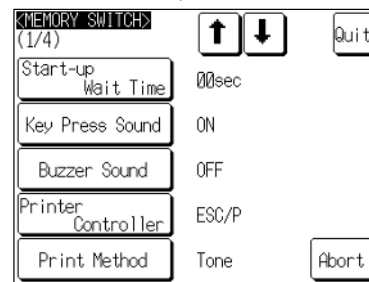 <MEMORY SWITCH>
(1/4)
Quit
Start-up
Wait Time
00sec
Key Press Sound
ON
Buzzer Sound
OFF
Printer
Controller
ESC/P
Print Method
Tone
Abort